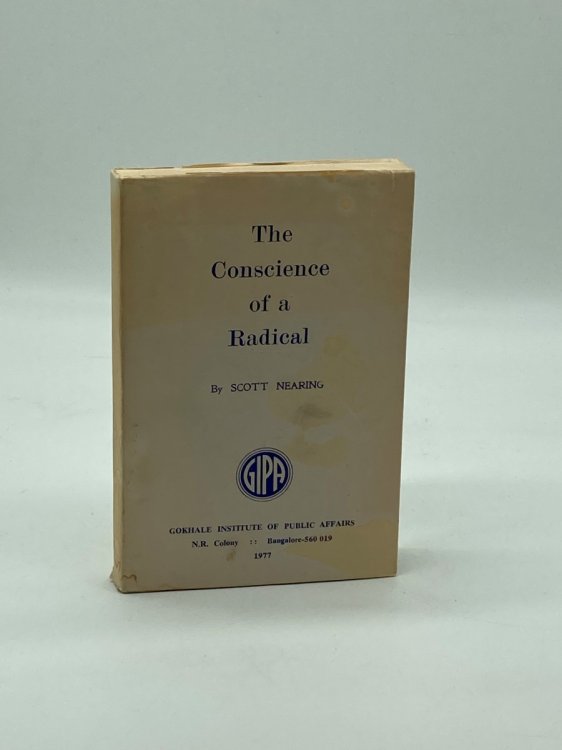 The
Conscience
of a
Radical
By SCOTT NEARING
GIPA
GOKHALE INSTITUTE OF PUBLIC AFFAIRS
N.R. Colony :: Bangalore-560 019
1977